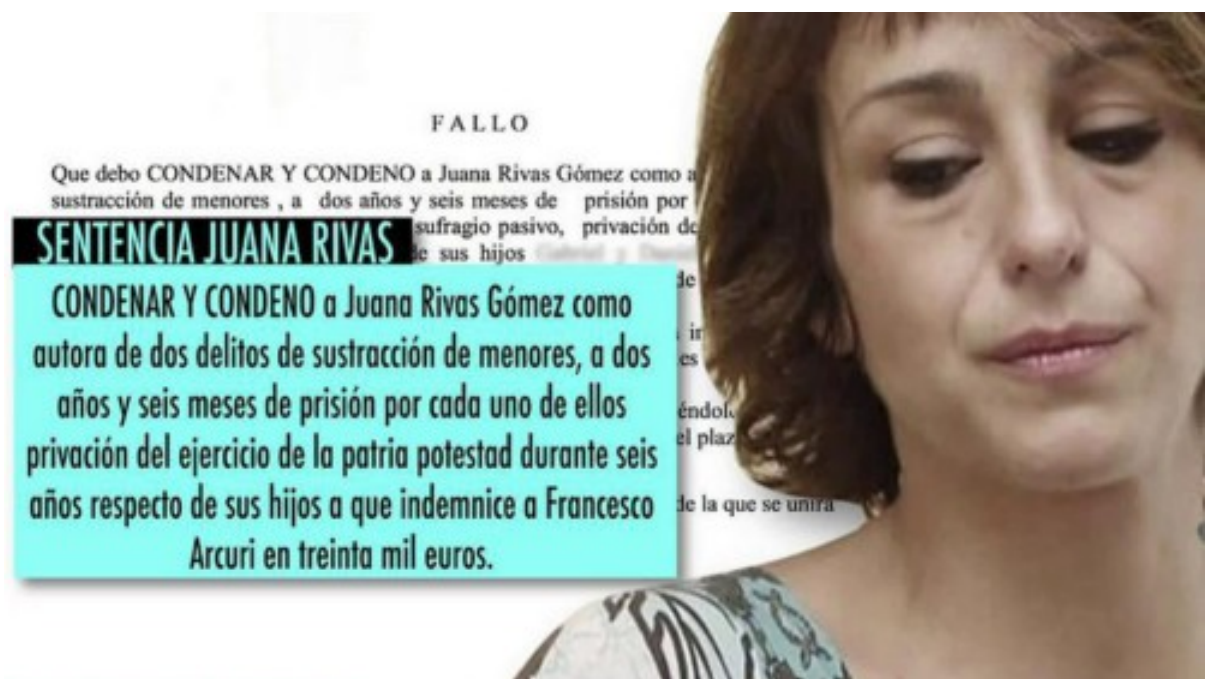 FALLO
Que debo CONDENAR Y CONDENO a Juana Rivas Gómez como a
sustracción de menores , a dos años y seis meses de prisión por
sufragio pasivo, privación de
SENTENCIA JUANA RIVAS
de sus hijos
CONDENAR Y CONDENO a Juana Rivas Gómez como
autora de dos delitos de sustracción de menores, a dos
años y seis meses de prisión por cada uno de ellos
privación del ejercicio de la patria potestad durante seis
años respecto de sus hijos a que indemnice a Francesco
Arcuri en treinta mil euros.
de la que se unirá